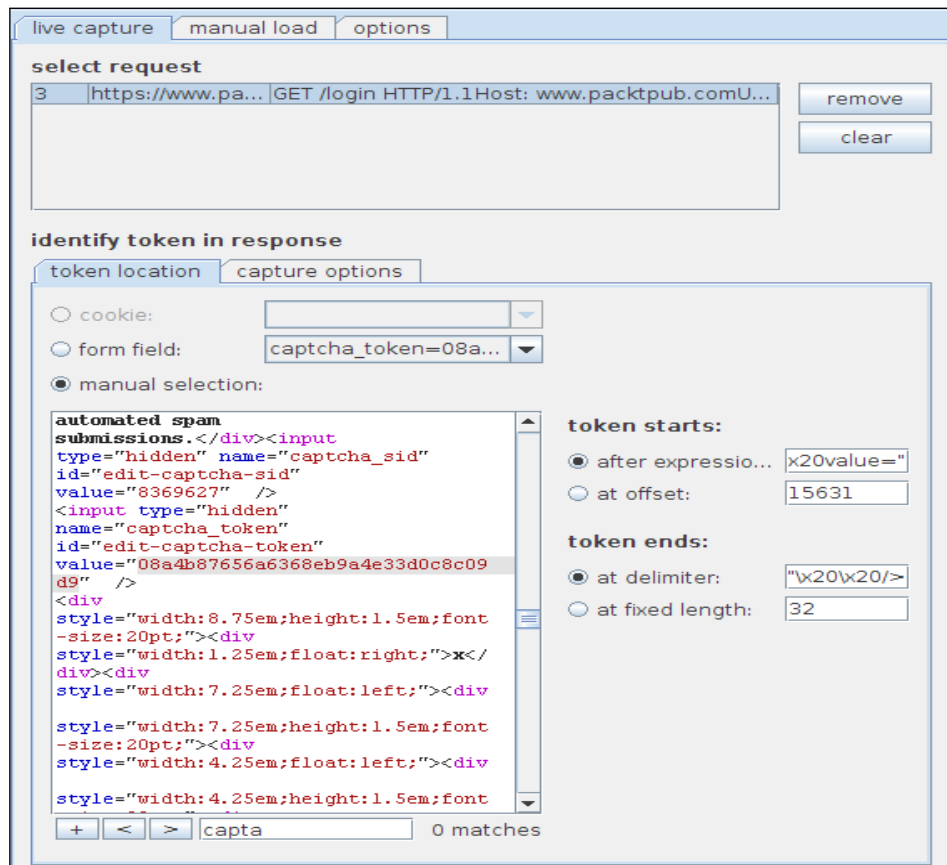 live capture manual load options
select request
3 https://www.pa... GET /login HTTP/1.1Host: www.packtpub.comU...
remove
clear
identify token in response
token location capture options
cookie:
form field: captcha_token=08a...
manual selection:
automated spam
submissions.</div><input
type="hidden" name="captcha_sid"
id="edit-captcha-sid"
value="8369627" />
<input type="hidden"
name="captcha_token"
id="edit-captcha-token"
value="08a4b87656a6368eb9a4e33d0c8c09
d9" />
<div
style="width:8.75em;height:1.5em;font
-size:20pt;"><div
style="width:1.25em;float:right;">x</
div><div
style="width:7.25em;float:left;"><div
style="width:7.25em;height:1.5em;font
-size:20pt;"><div
style="width:4.25em;float:left;"><div
style="width:4.25em;height:1.5em;font
+ < > capta 0 matches
token starts:
after expressio... x20value="
at offset: 15631
token ends:
at delimiter: "\x20\x20/>
at fixed length: 32